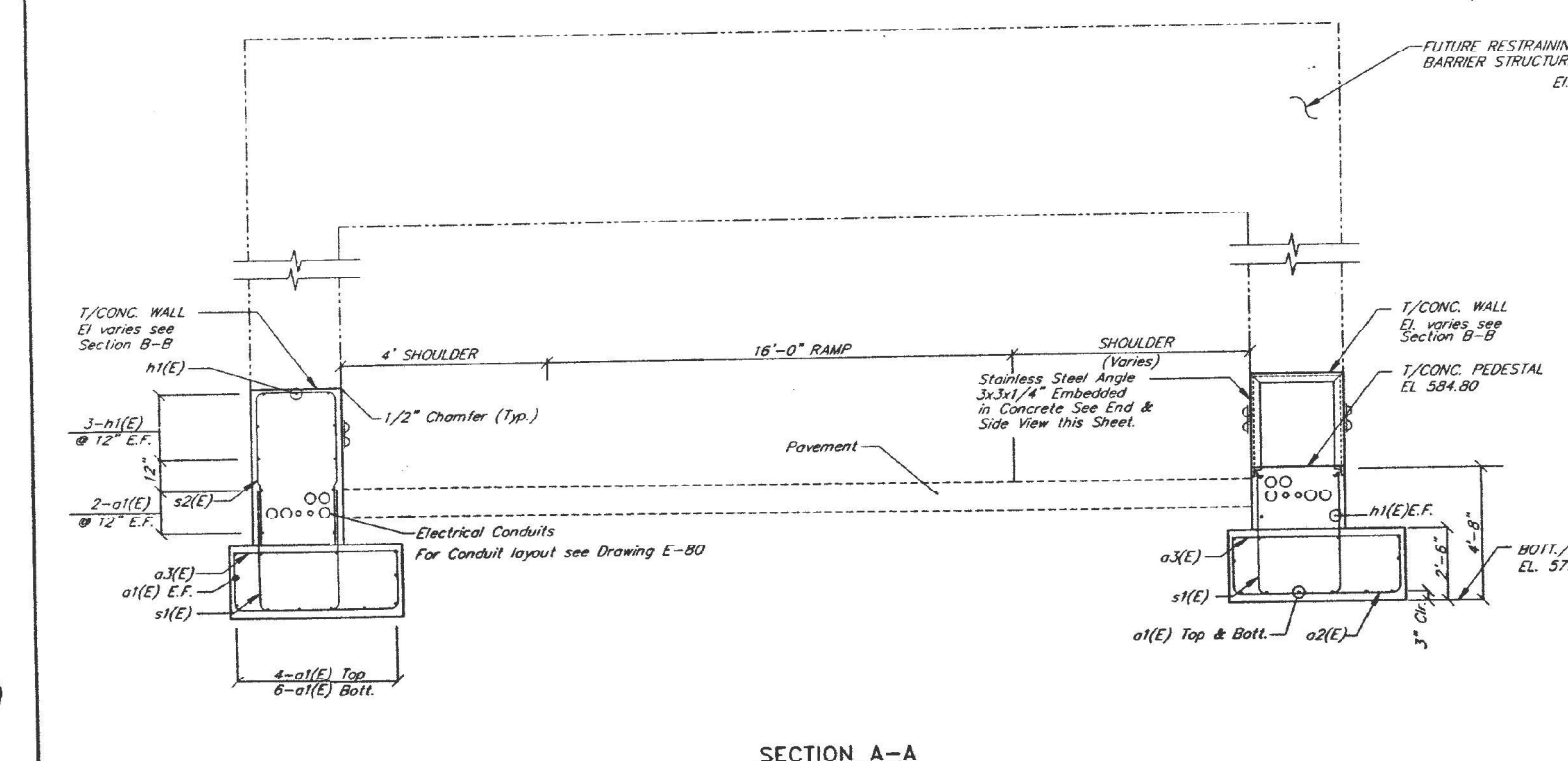 FUTURE RESTRAININ
BARRIER STRUCTUR
El.
T/CONC. WALL
El varies see
Section B-B
h1(E)
4' SHOULDER
16'-0" RAMP
SHOULDER
(Varies)
T/CONC. WALL
El. varies see
Section B-B
T/CONC. PEDESTAL
EL 584.80
Stainless Steel Angle
3x3x1/4" Embedded
in Concrete See End &
Side View this Sheet.
1/2" Chamfer (Typ.)
3-h1(E)
@ 12" E.F.
12"
Pavement
s2(E)
2-a1(E)
@ 12" E.F.
Electrical Conduits
For Conduit layout see Drawing E-80
h1(E)E.F.
a3(E)
a1(E) E.F.
s1(E)
a3(E)
s1(E)
a1(E) Top & Bott.
a2(E)
3" Clr.
2'-6"
4'-8"
BOTT./
EL. 57
4-a1(E) Top
6-a1(E) Bott.
SECTION A-A